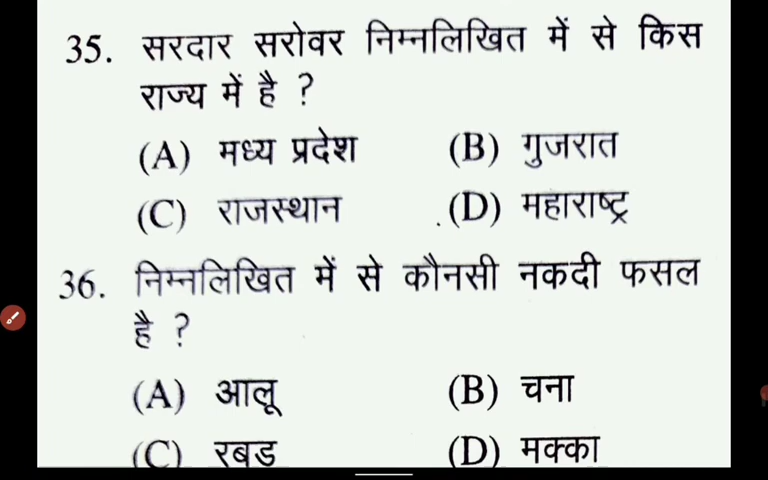 35. सरदार सरोवर निम्नलिखित में से किस
राज्य में है ?
(A) मध्य प्रदेश (B) गुजरात
(C) राजस्थान (D) महाराष्ट्र
36. निम्नलिखित में से कौनसी नकदी फसल
है ?
(A) आलू (B) चना
(C) रबड (D) मक्का